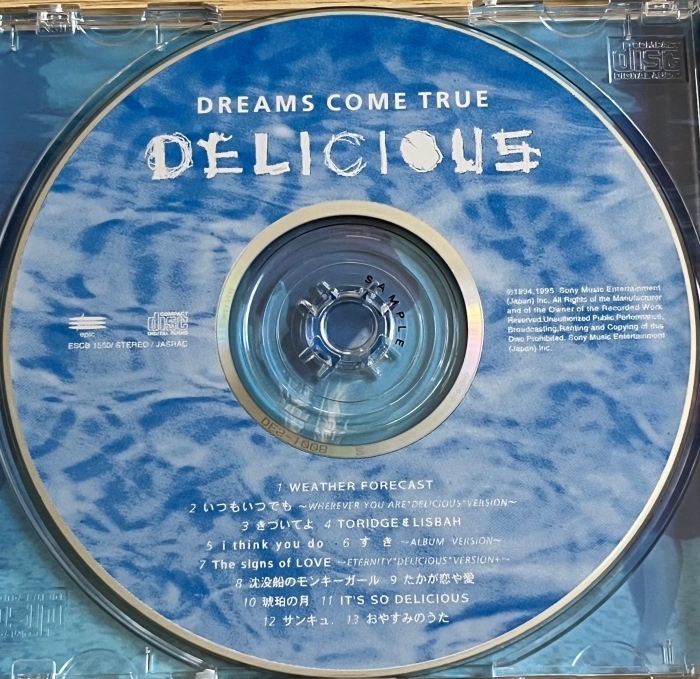 COMPACT
disc
DIGITAL AUDIO
DREAMS COME TRUE
DELICIOUS
SAMPLE
epic
COMPACT
disc
DIGITAL AUDIO
ESCB 1550/ STEREO / JASRAC
℗1994,1995 Sony Music Entertainment
(Japan) Inc. All Rights of the Manufacturer
and of the Owner of the Recorded Work
Reserved.Unauthorized Public Performance,
Broadcasting,Renting and Copying of this
Disc Prohibited. Sony Music Entertainment
(Japan) Inc.
1 WEATHER FORECAST
2 いつもいつでも ～WHEREVER YOU ARE"DELICIOUS"VERSION～
3 きづいてよ 4 TORIDGE & LISBAH
5 i think you do · 6 す き ～ALBUM VERSION～
7 The signs of LOVE ～ETERNITY"DELICIOUS"VERSION+～
8 沈没船のモンキーガール 9 たかが恋や愛
10 琥珀の月 11 IT'S SO DELICIOUS
12 サンキュ. 13 おやすみのうた